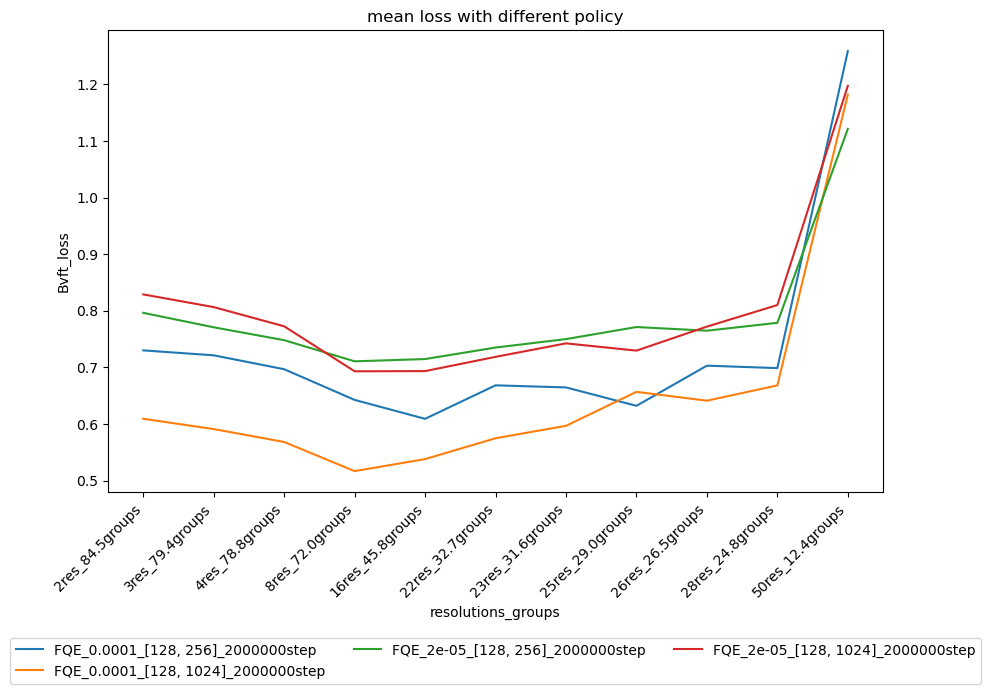 mean loss with different policy
Bvft_loss
1.2
1.1
1.0
0.9
0.8
0.7
0.6
0.5
2res_84.5groups
3res_79.4groups
4res_78.8groups
8res_72.0groups
16res_45.8groups
22res_32.7groups
23res_31.6groups
25res_29.0groups
26res_26.5groups
28res_24.8groups
50res_12.4groups
resolutions_groups
FQE_0.0001_[128, 256]_2000000step
FQE_0.0001_[128, 1024]_2000000step
FQE_2e-05_[128, 256]_2000000step
FQE_2e-05_[128, 1024]_2000000step